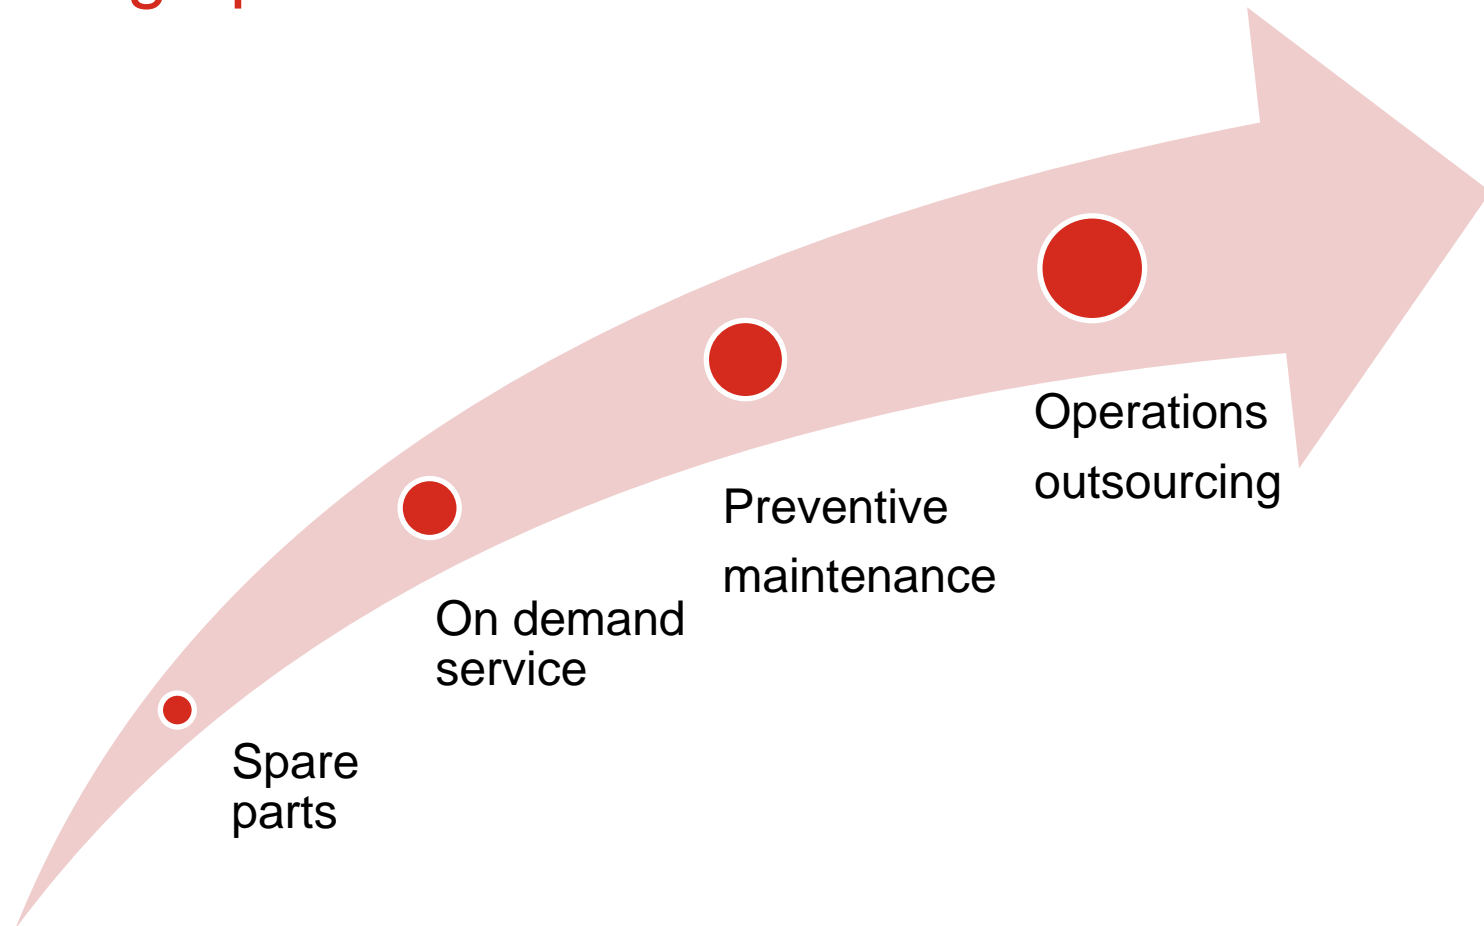 Spare
parts
On demand
service
Preventive
maintenance
Operations
outsourcing